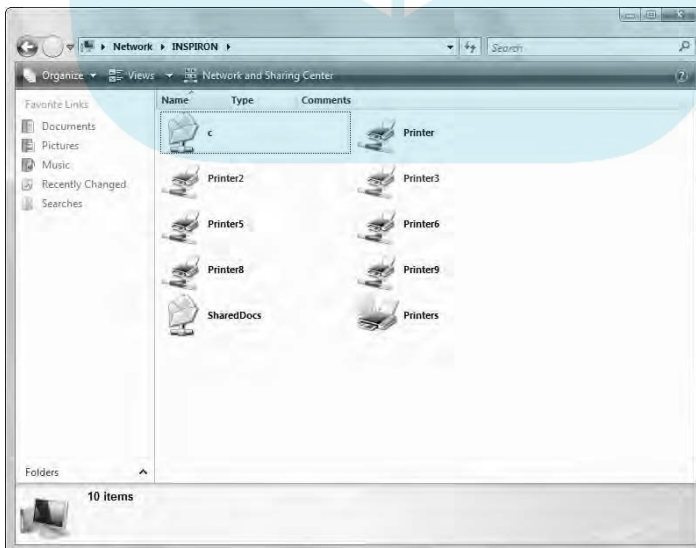 Network ▸ INSPIRON ▸ Search
Organize Views Network and Sharing Center
Favorite Links
Documents
Pictures
Music
Recently Changed
Searches
Folders
Name Type Comments
c Printer
Printer2 Printer3
Printer5 Printer6
Printer8 Printer9
SharedDocs Printers
10 items